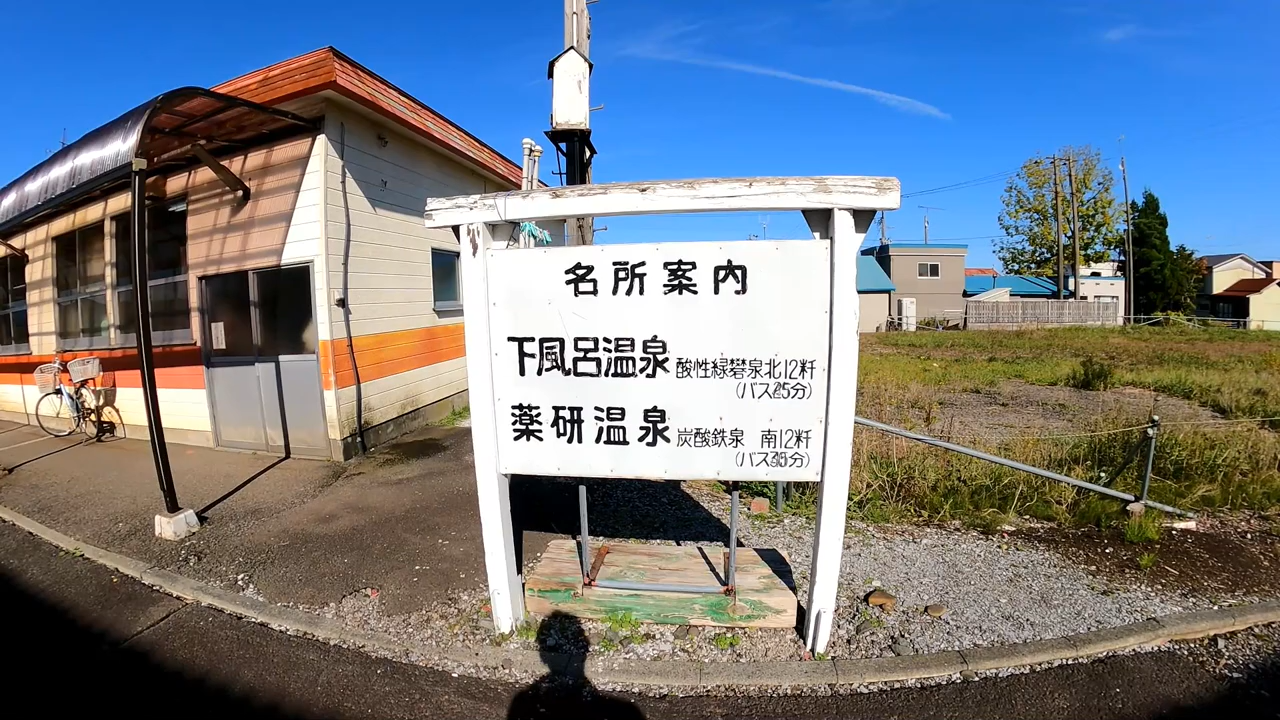 名所案内
下風呂温泉 酸性緑礬泉北12粁
(バス25分)
薬研温泉 炭酸鉄泉 南12粁
(バス30分)